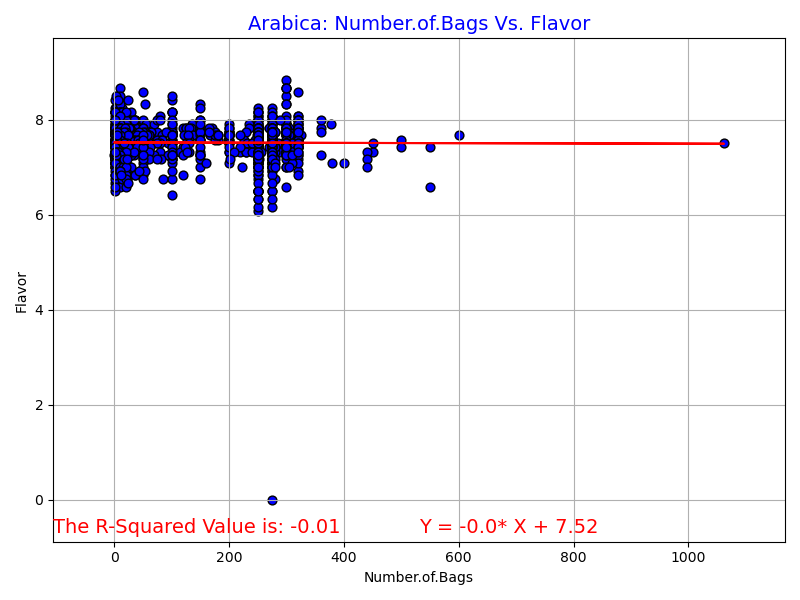 Arabica: Number.of.Bags Vs. Flavor
Flavor
8
6
4
2
0
The R-Squared Value is: -0.01
Y = -0.0* X + 7.52
0 200 400 600 800 1000
Number.of.Bags